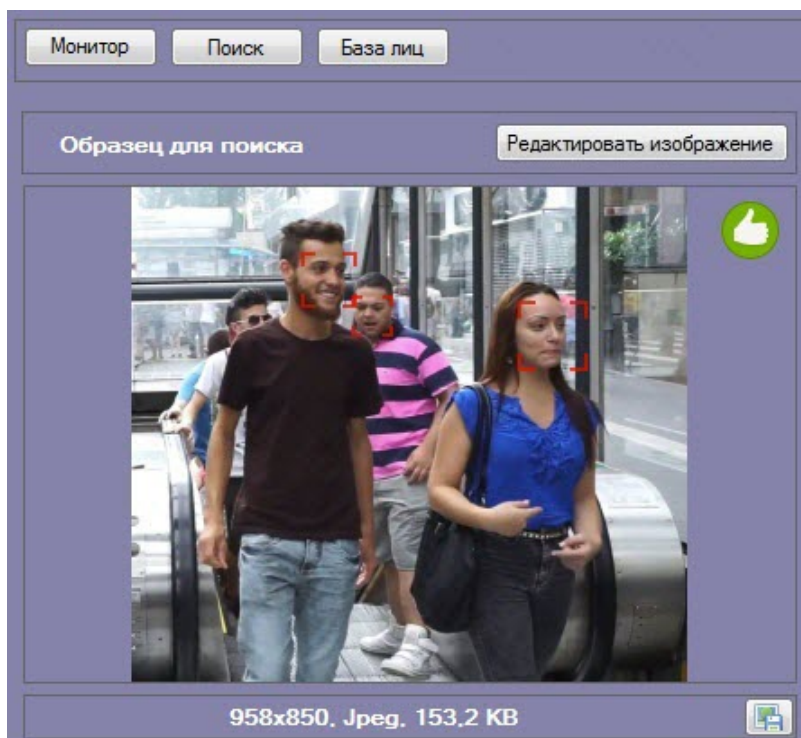 Монитор Поиск База лиц
Образец для поиска Редактировать изображение
958x850, Jpeg, 153,2 KB